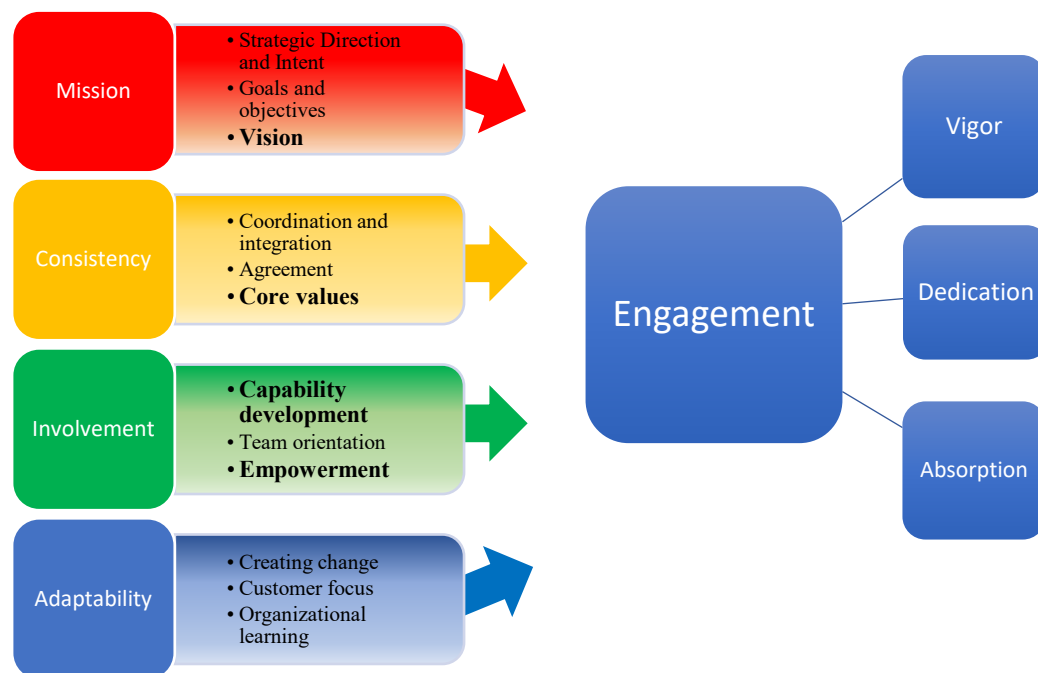 Mission
• Strategic Direction
and Intent
• Goals and
objectives
• Vision
Consistency
• Coordination and
integration
• Agreement
• Core values
Involvement
• Capability
development
• Team orientation
• Empowerment
Adaptability
• Creating change
• Customer focus
• Organizational
learning
Engagement
Vigor
Dedication
Absorption